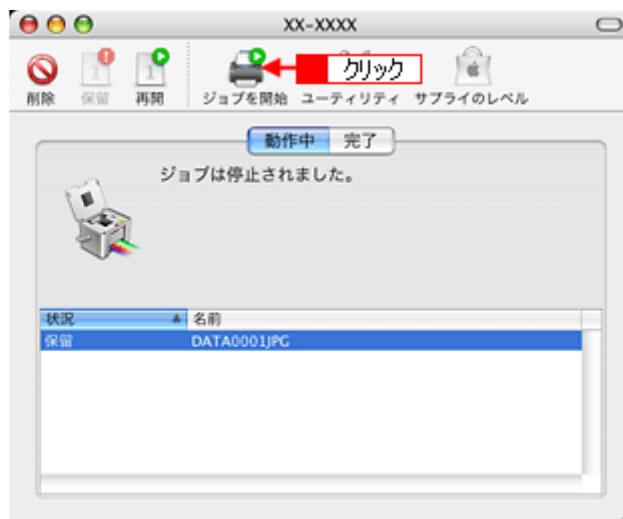 XX-XXXX
クリック
削除 保留 再開 ジョブを開始 ユーティリティ サプライのレベル
動作中 完了
ジョブは停止されました。
状況 名前
保留 DATA0001JPG